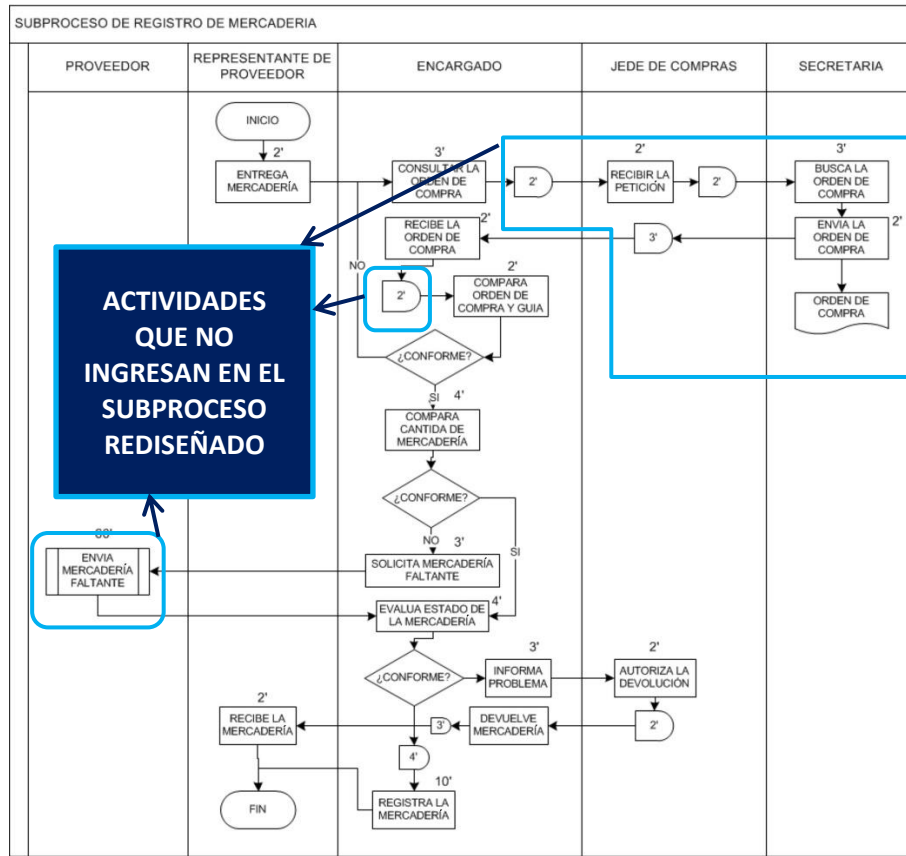 SUBPROCESO DE REGISTRO DE MERCADERIA
PROVEEDOR
REPRESENTANTE DE
PROVEEDOR
ENCARGADO
JEDE DE COMPRAS
SECRETARIA
INICIO
2'
ENTREGA
MERCADERÍA
3'
CONSULTAR LA
ORDEN DE
COMPRA
2'
2'
RECIBIR LA
PETICIÓN
2'
3'
BUSCA LA
ORDEN DE
COMPRA
2'
RECIBE LA
ORDEN DE
COMPRA
3'
ENVIA LA
ORDEN DE
COMPRA
2'
NO
2'
2'
COMPARA
ORDEN DE
COMPRA Y GUIA
ORDEN DE
COMPRA
ACTIVIDADES
QUE NO
INGRESAN EN EL
SUBPROCESO
REDISEÑADO
¿CONFORME?
SI
4'
COMPARA
CANTIDA DE
MERCADERÍA
¿CONFORME?
NO
3'
SI
ENVIA
MERCADERÍA
FALTANTE
SOLICITA MERCADERÍA
FALTANTE
4'
EVALUA ESTADO DE
LA MERCADERÍA
¿CONFORME?
3'
INFORMA
PROBLEMA
2'
AUTORIZA LA
DEVOLUCIÓN
2'
RECIBE LA
MERCADERÍA
3'
DEVUELVE
MERCADERÍA
2'
4'
10'
REGISTRA LA
MERCADERÍA
FIN